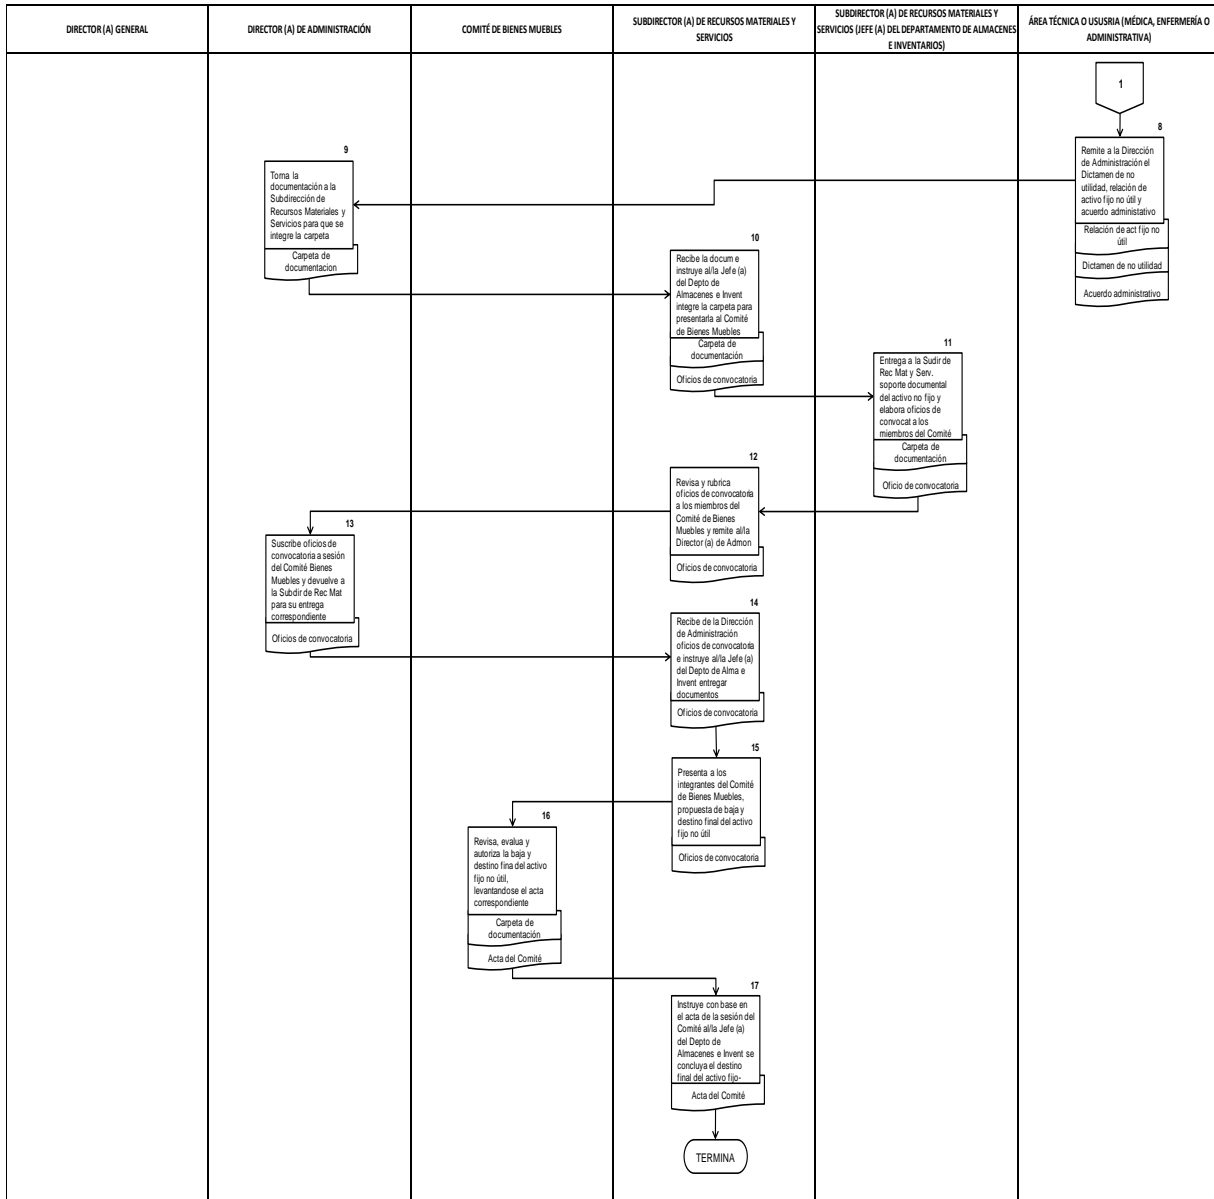 DIRECTOR (A) GENERAL
DIRECTOR (A) DE ADMINISTRACIÓN
COMITÉ DE BIENES MUEBLES
SUBDIRECTOR (A) DE RECURSOS MATERIALES Y
SERVICIOS
SUBDIRECTOR (A) DE RECURSOS MATERIALES Y
SERVICIOS (JEFE (A) DEL DEPARTAMENTO DE ALMACENES
E INVENTARIOS)
ÁREA TÉCNICA O USUSRIA (MÉDICA, ENFERMERÍA O
ADMINISTRATIVA)
1
8
Remite a la Dirección
de Administración el
Dictamen de no
utilidad, relación de
activo fijo no útil y
acuerdo administativo
Relación de act fijo no
útil
Dictamen de no utilidad
Acuerdo administrativo
9
Torna la
documentación a la
Subdirección de
Recursos Materiales y
Servicios para que se
integre la carpeta
Carpeta de
documentacion
10
Recibe la docum e
instruye al/la Jefe (a)
del Depto de
Almacenes e Invent
integre la carpeta para
presentarla al Comité
de Bienes Muebles
Carpeta de
documentación
Oficios de convocatoria
11
Entrega a la Sudir de
Rec Mat y Serv.
soporte documental
del activo no fijo y
elabora oficios de
convocat a los
miembros del Comité
Carpeta de
documentación
Oficio de convocatoria
12
Revisa y rubrica
oficios de convocatoria
a los miembros del
Comité de Bienes
Muebles y remite al/la
Director (a) de Admon
Oficios de convocatoria
13
Suscribe oficios de
convocatoria a sesión
del Comité Bienes
Muebles y devuelve a
la Subdir de Rec Mat
para su entrega
correspondiente
Oficios de convocatoria
14
Recibe de la Dirección
de Administración
oficios de convocatoria
e instruye al/la Jefe (a)
del Depto de Alma e
Invent entregar
documentos
Oficios de convocatoria
15
Presenta a los
integrantes del Comité
de Bienes Muebles,
propuesta de baja y
destino final del activo
fijo no útil
Oficios de convocatoria
16
Revisa, evalua y
autoriza la baja y
destino fina del activo
fijo no útil,
levantandose el acta
correspondiente
Carpeta de
documentación
Acta del Comité
17
Instruye con base en
el acta de la sesión del
Comité al/la Jefe (a)
del Depto de
Almacenes e Invent se
concluya el destino
final del activo fijo-
Acta del Comité
TERMINA